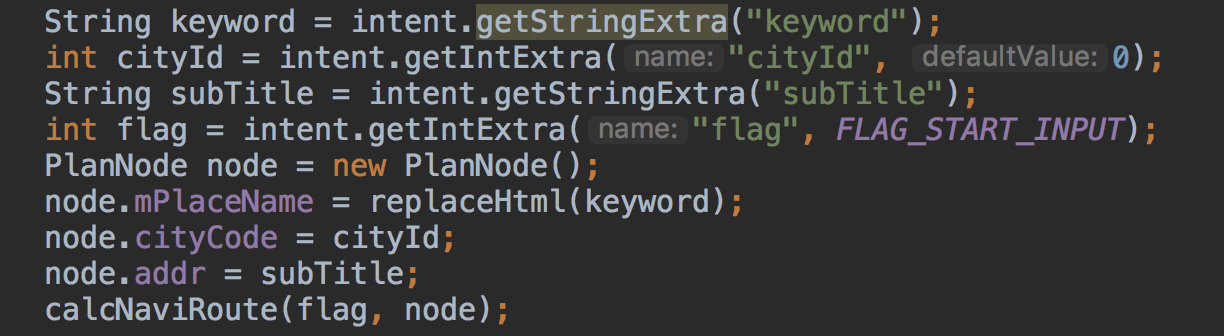 String keyword = intent.getStringExtra("keyword");
int cityId = intent.getIntExtra( name: "cityId", defaultValue: 0);
String subTitle = intent.getStringExtra("subTitle");
int flag = intent.getIntExtra( name: "flag", FLAG_START_INPUT);
PlanNode node = new PlanNode();
node.mPlaceName = replaceHtml(keyword);
node.cityCode = cityId;
node.addr = subTitle;
calcNaviRoute(flag, node);